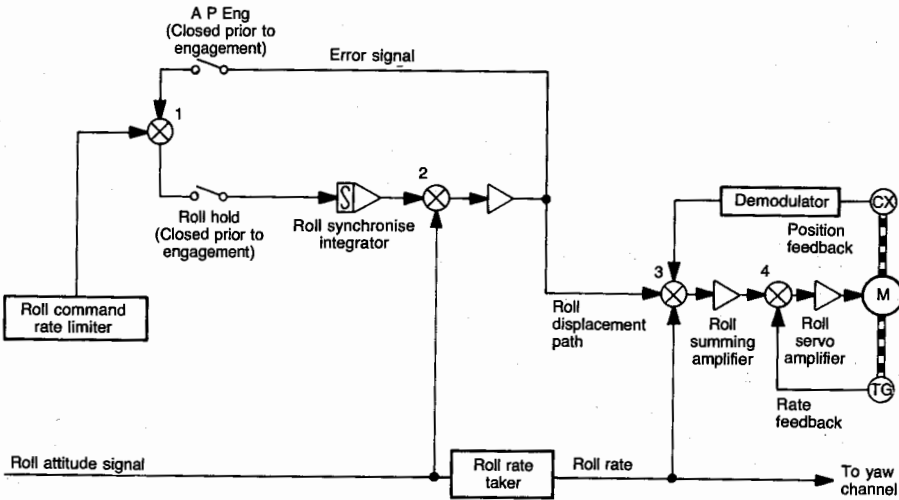 A P Eng
(Closed prior to
engagement)
Error signal
1
2
Roll hold
(Closed prior to
engagement)
S
Roll synchronise
integrator
Demodulator
CX
Position
feedback
3
4
M
Roll command
rate limiter
Roll
displacement
path
Roll
summing
amplifier
Roll
servo
amplifier
TG
Rate
feedback
Roll attitude signal
Roll rate
taker
Roll rate
To yaw
channel